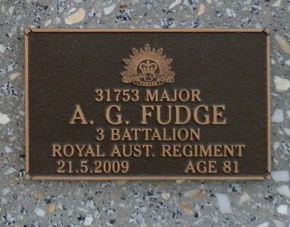 31753 MAJOR
A. G. FUDGE
3 BATTALION
ROYAL AUST. REGIMENT
21.5.2009 AGE 81